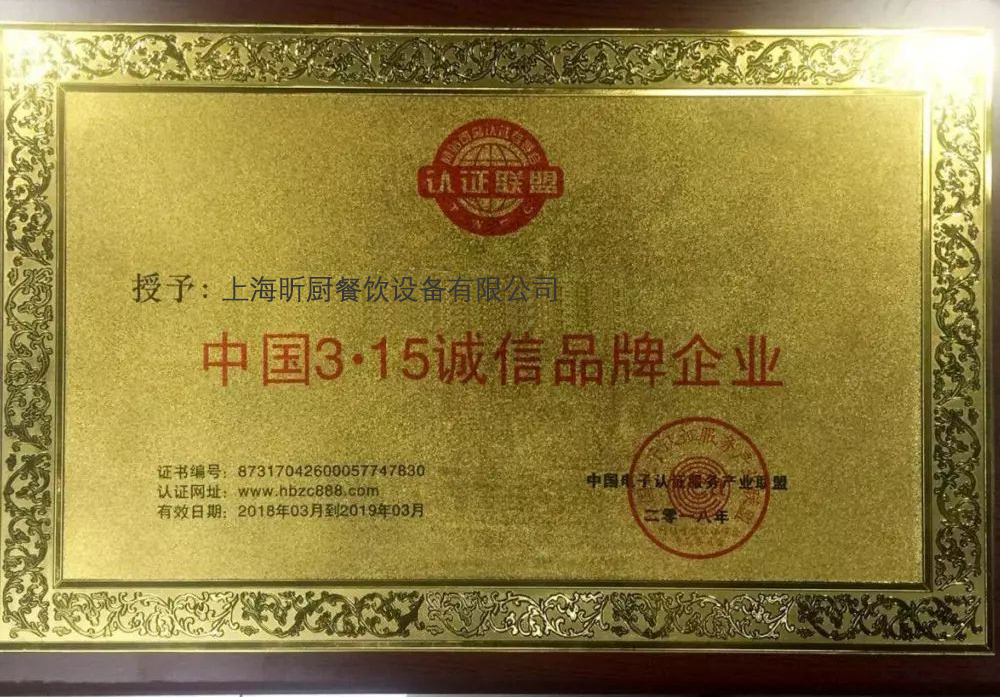 认证联盟
授予：上海昕厨餐饮设备有限公司
中国3·15诚信品牌企业
证书编号：87317042600057747830
认证网址：www.hbzc888.com
有效日期：2018年03月到2019年03月
中国电子认证服务产业联盟
二零一八年